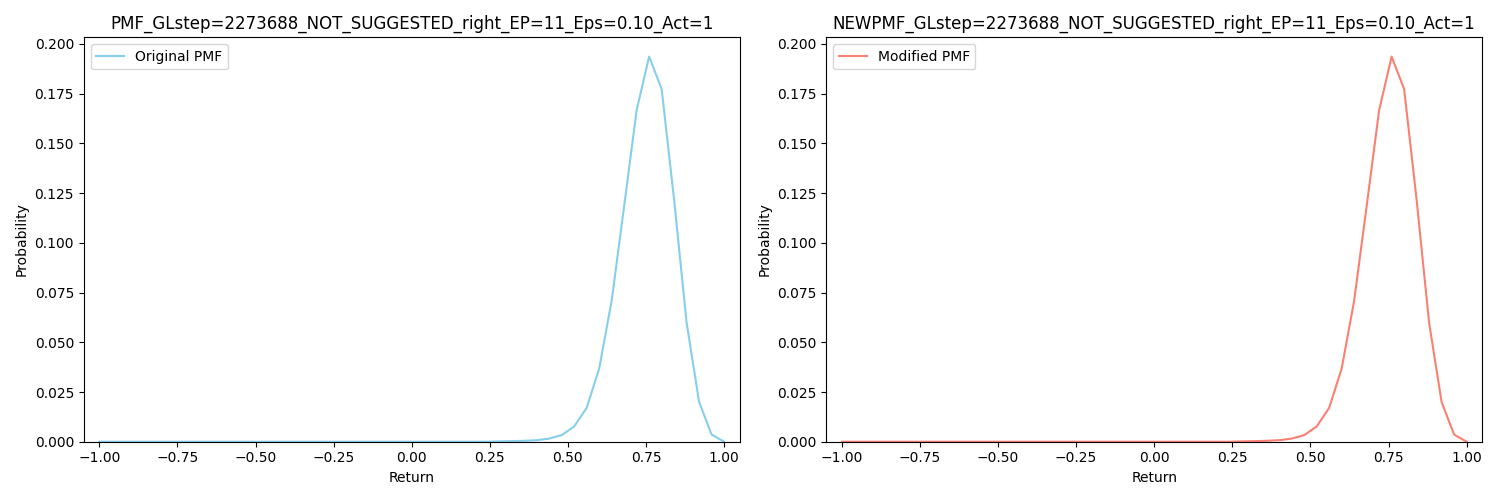 PMF_GLstep=2273688_NOT_SUGGESTED_right_EP=11_Eps=0.10_Act=1
Original PMF
0.200
0.175
0.150
0.125
0.100
0.075
0.050
0.025
0.000
Probability
−1.00 −0.75 −0.50 −0.25 0.00 0.25 0.50 0.75 1.00
Return
NEWPMF_GLstep=2273688_NOT_SUGGESTED_right_EP=11_Eps=0.10_Act=1
Modified PMF
0.200
0.175
0.150
0.125
0.100
0.075
0.050
0.025
0.000
Probability
−1.00 −0.75 −0.50 −0.25 0.00 0.25 0.50 0.75 1.00
Return